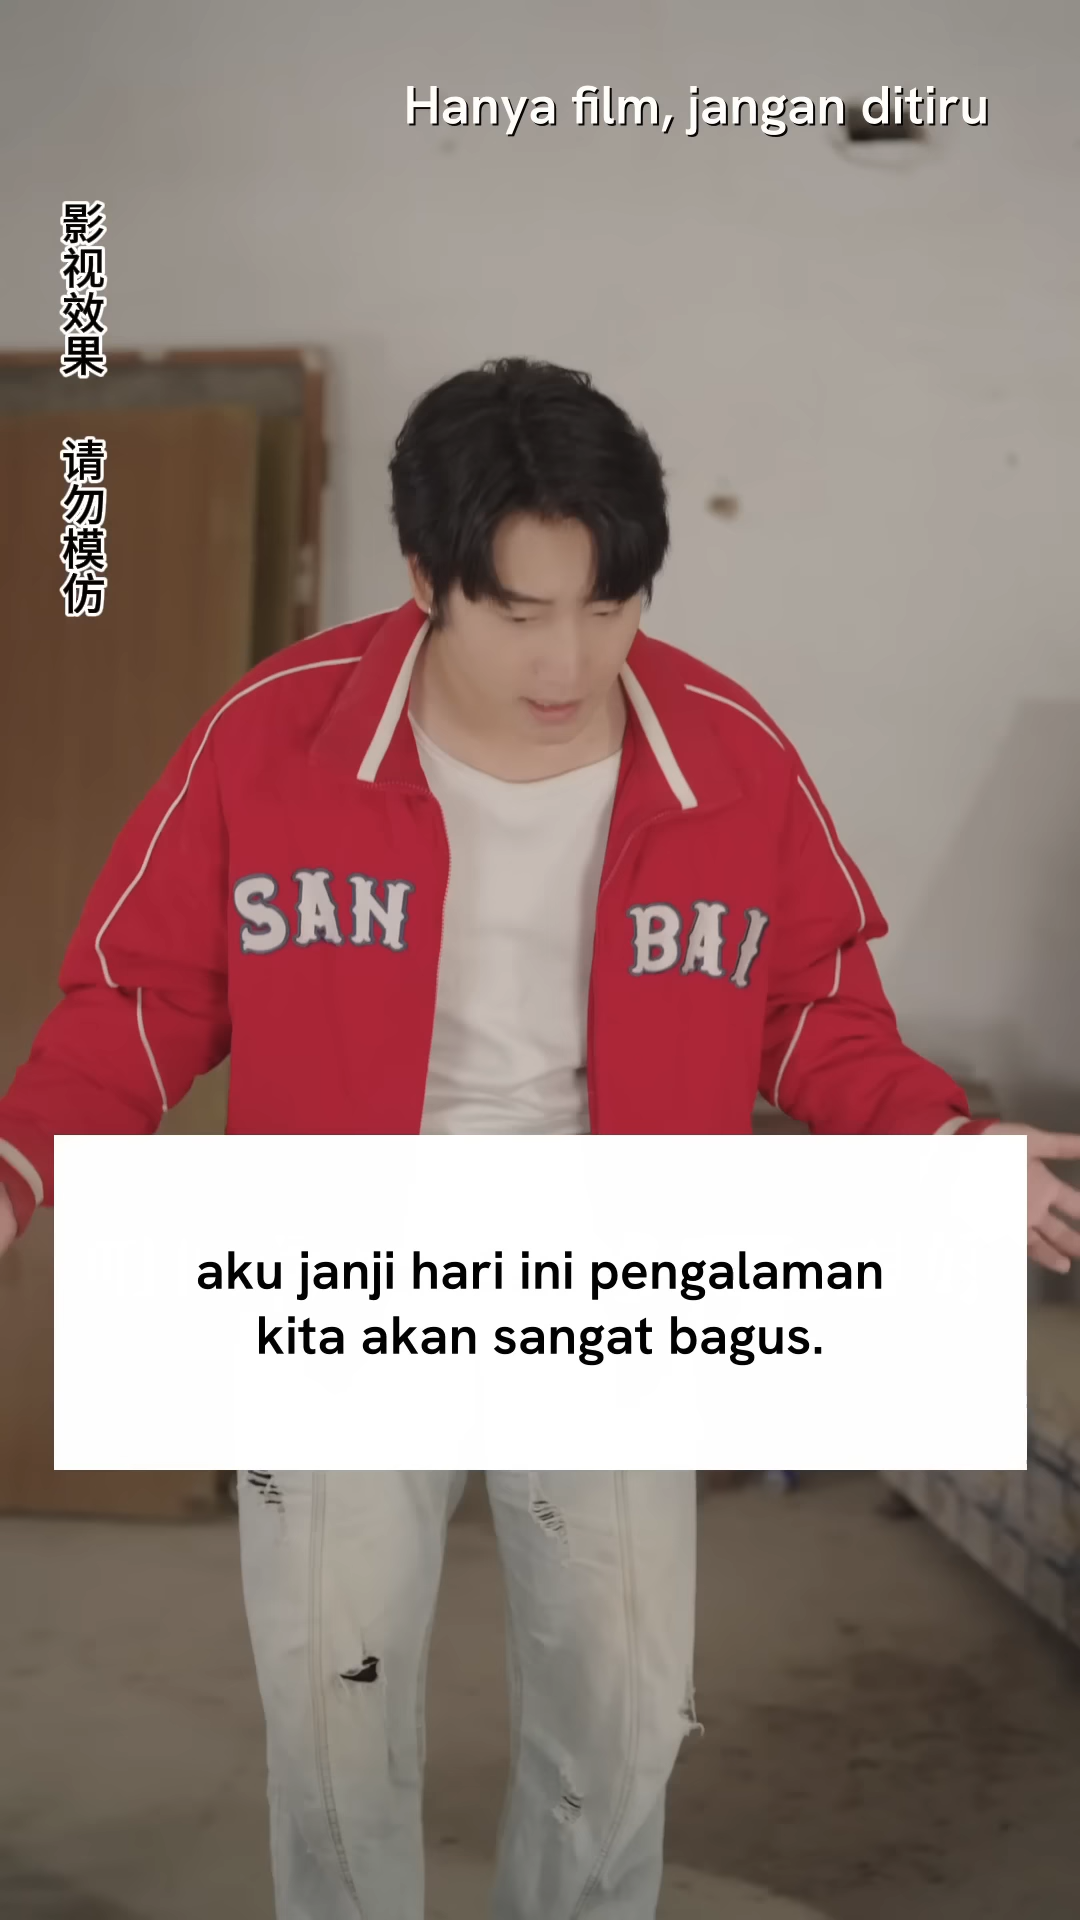 Hanya film, jangan ditiru
影视效果 请勿模仿
SAN BAI
aku janji hari ini pengalaman
kita akan sangat bagus.